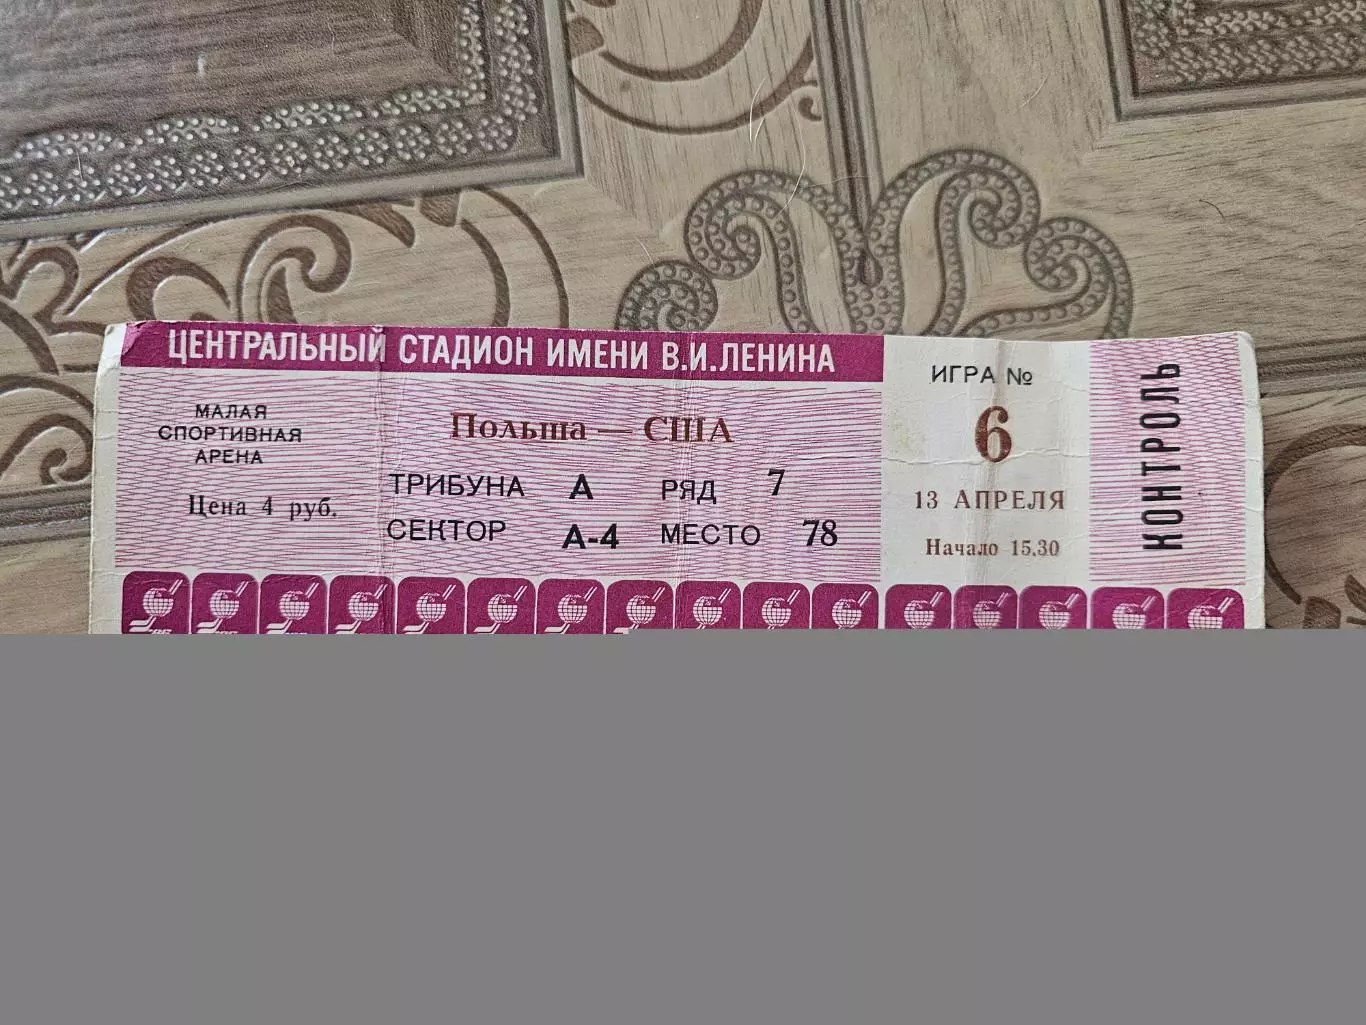 ЦЕНТРАЛЬНЫЙ СТАДИОН ИМЕНИ В.И.ЛЕНИНА
МАЛАЯ
СПОРТИВНАЯ
АРЕНА
Цена 4 руб.
Польша — США
ТРИБУНА А РЯД 7
СЕКТОР А-4 МЕСТО 78
ИГРА №
6
13 АПРЕЛЯ
Начало 15.30
КОНТРОЛЬ